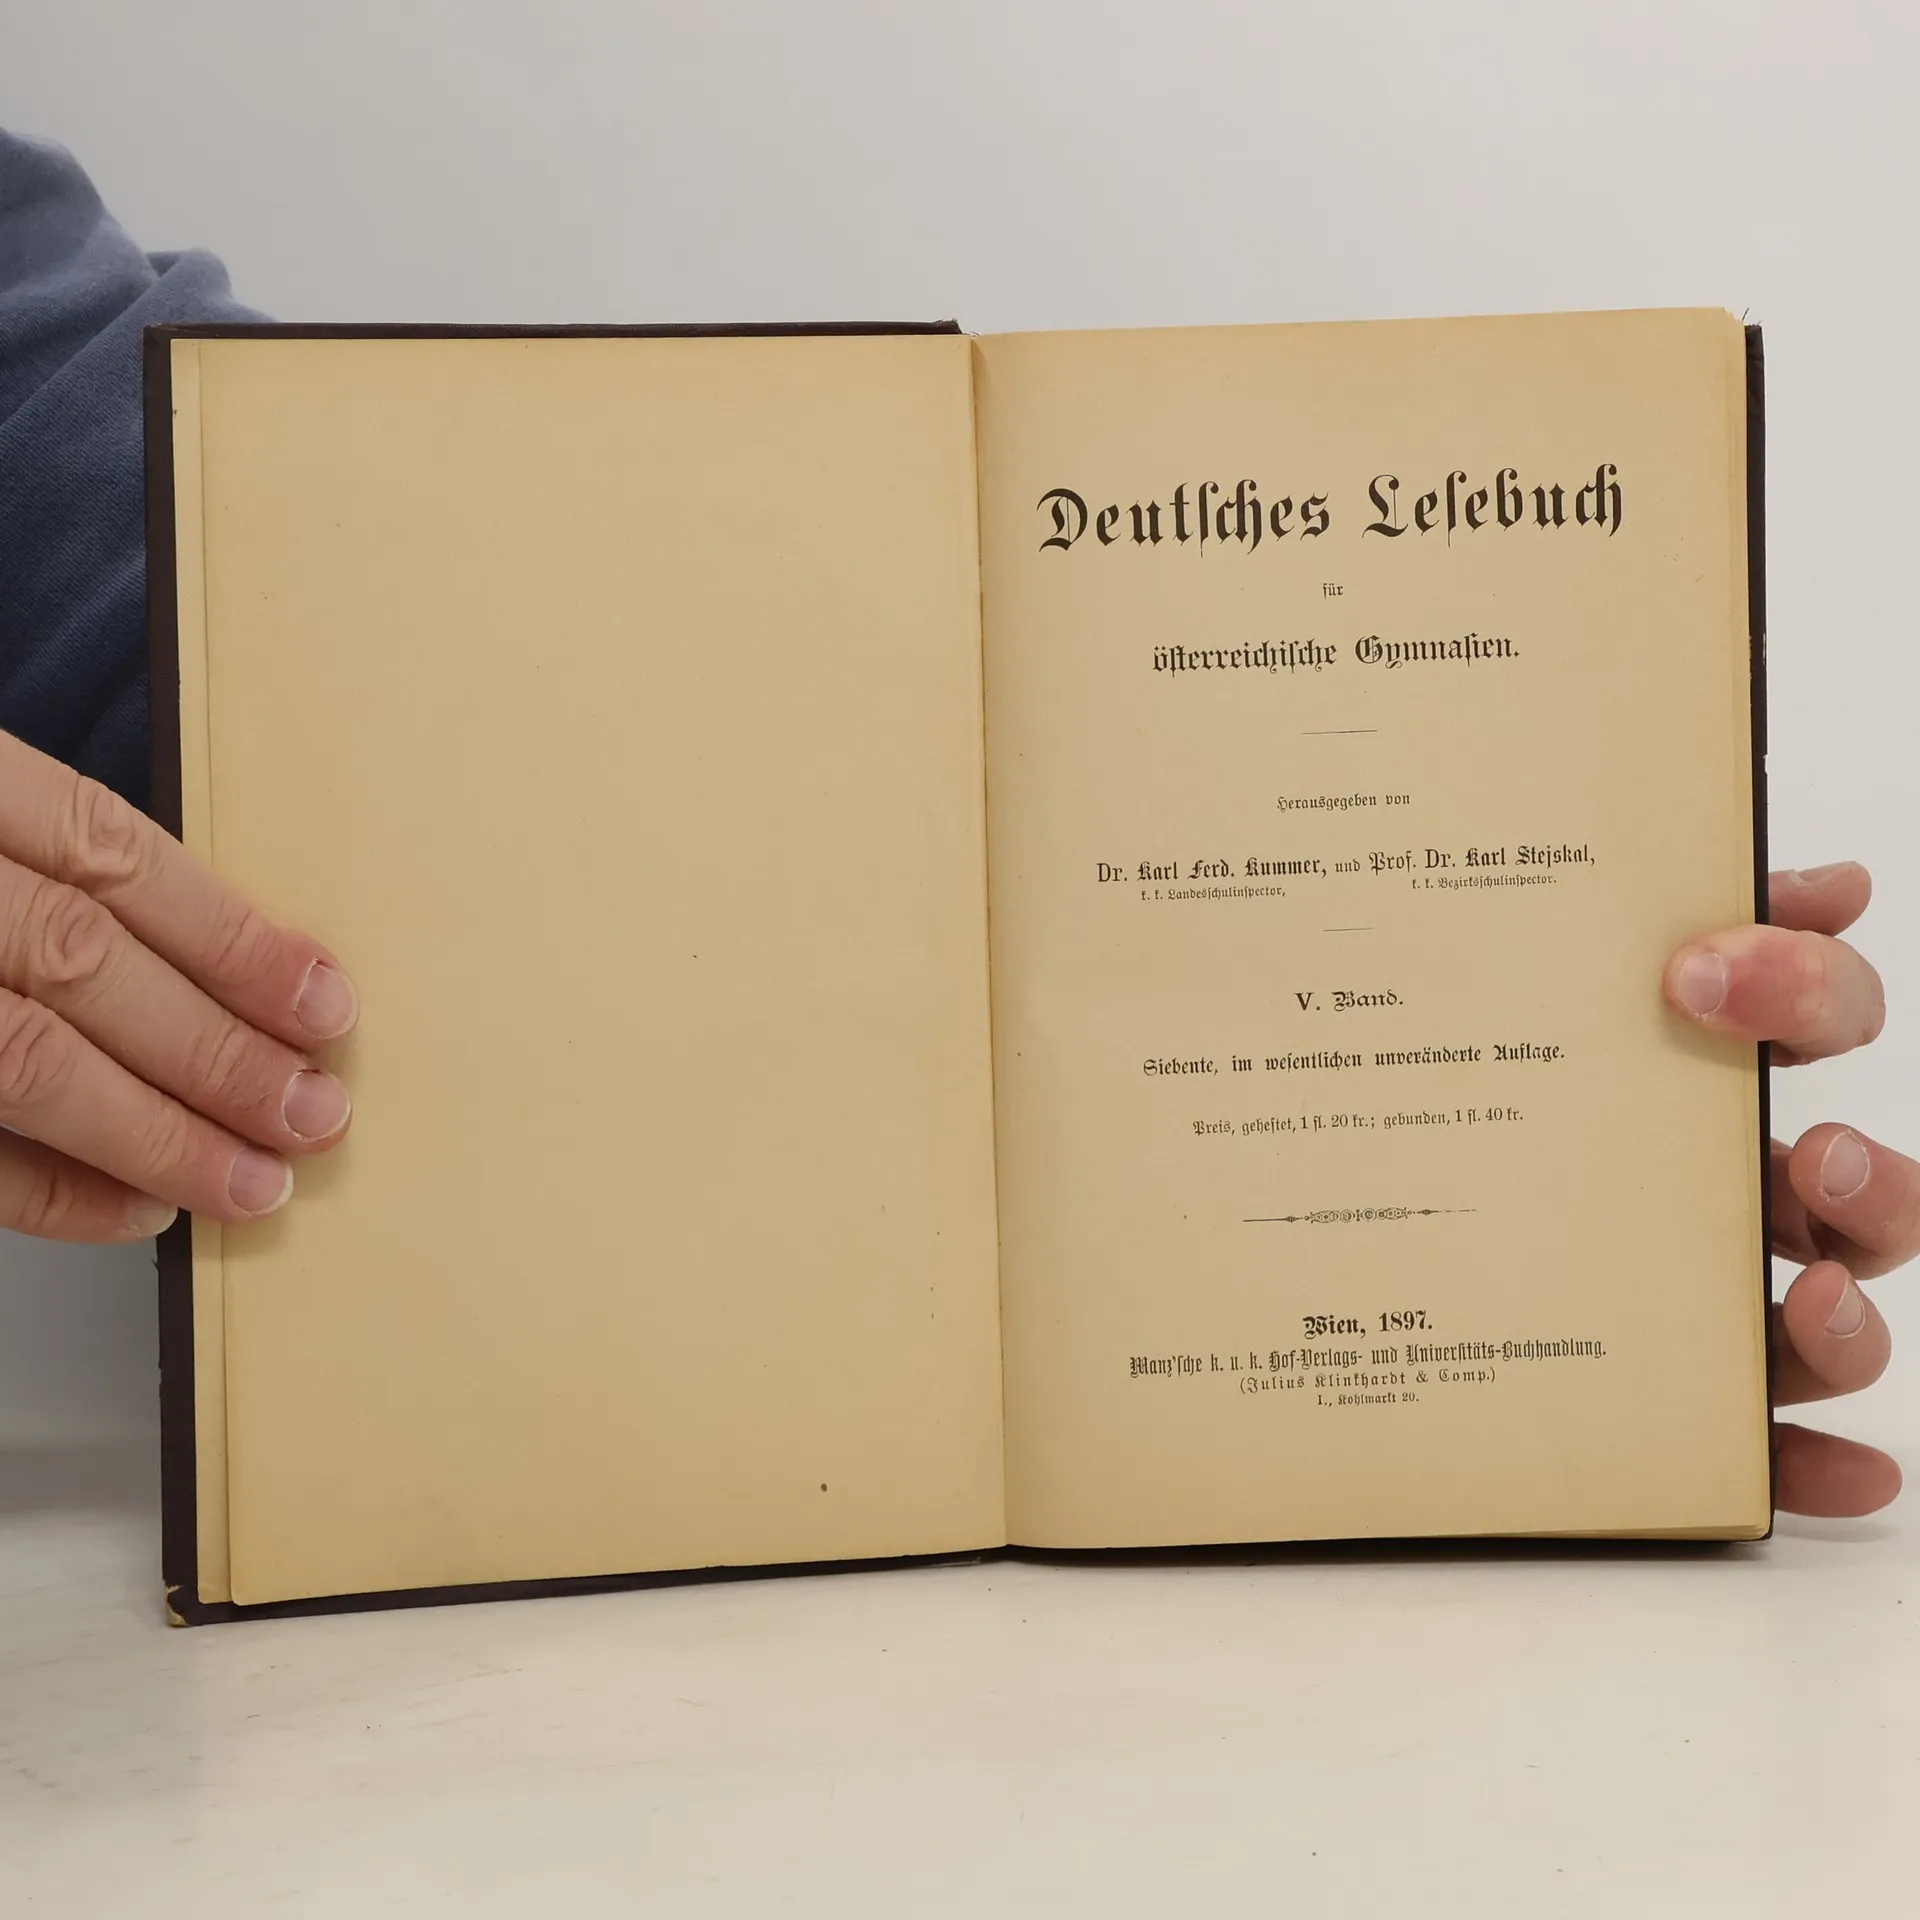 Deutsches Lesebuch
für
österreichische Gymnasien.
Herausgegeben von
Dr. Karl Ferd. Kummer, und Prof. Dr. Karl Stejskal,
k. k. Landesschulinspector, k. k. Bezirksschulinspector.
V. Band.
Siebente, im wesentlichen unveränderte Auflage.
Preis, geheftet, 1 fl. 20 kr.; gebunden, 1 fl. 40 kr.
Wien, 1897.
Manz'sche k. u. k. Hof-Verlags- und Universitäts-Buchhandlung.
(Julius Klinkhardt & Comp.)
I., Kohlmarkt 20.